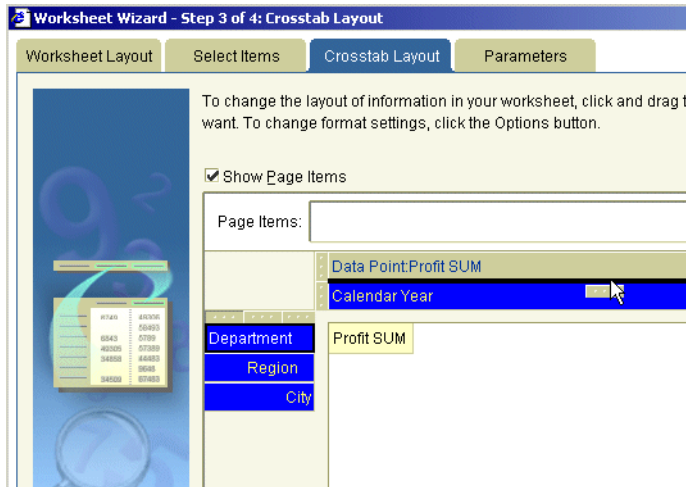 Worksheet Wizard - Step 3 of 4: Crosstab Layout
Worksheet Layout Select Items Crosstab Layout Parameters
To change the layout of information in your worksheet, click and drag t
want. To change format settings, click the Options button.
Show Page Items
Page Items:
Data Point:Profit SUM
Calendar Year
Department Profit SUM
Region
City